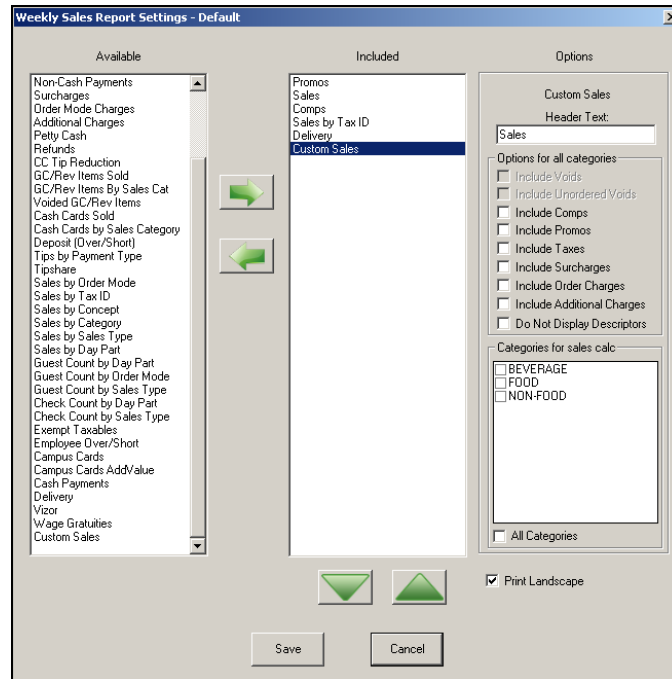 Weekly Sales Report Settings - Default
Available
Non-Cash Payments
Surcharges
Order Mode Charges
Additional Charges
Petty Cash
Refunds
CC Tip Reduction
GC/Rev Items Sold
GC/Rev Items By Sales Cat
Voided GC/Rev Items
Cash Cards Sold
Cash Cards by Sales Category
Deposit (Over/Short)
Tips by Payment Type
Tipshare
Sales by Order Mode
Sales by Tax ID
Sales by Concept
Sales by Category
Sales by Sales Type
Sales by Day Part
Guest Count by Day Part
Guest Count by Order Mode
Guest Count by Sales Type
Check Count by Day Part
Check Count by Sales Type
Exempt Taxables
Employee Over/Short
Campus Cards
Campus Cards AddValue
Cash Payments
Delivery
Vizor
Wage Gratuities
Custom Sales
Included
Promos
Sales
Comps
Sales by Tax ID
Delivery
Custom Sales
Options
Custom Sales
Header Text:
Sales
Options for all categories
Include Voids
Include Unordered Voids
Include Comps
Include Promos
Include Taxes
Include Surcharges
Include Order Charges
Include Additional Charges
Do Not Display Descriptors
Categories for sales calc
BEVERAGE
FOOD
NON-FOOD
All Categories
Print Landscape
Save
Cancel